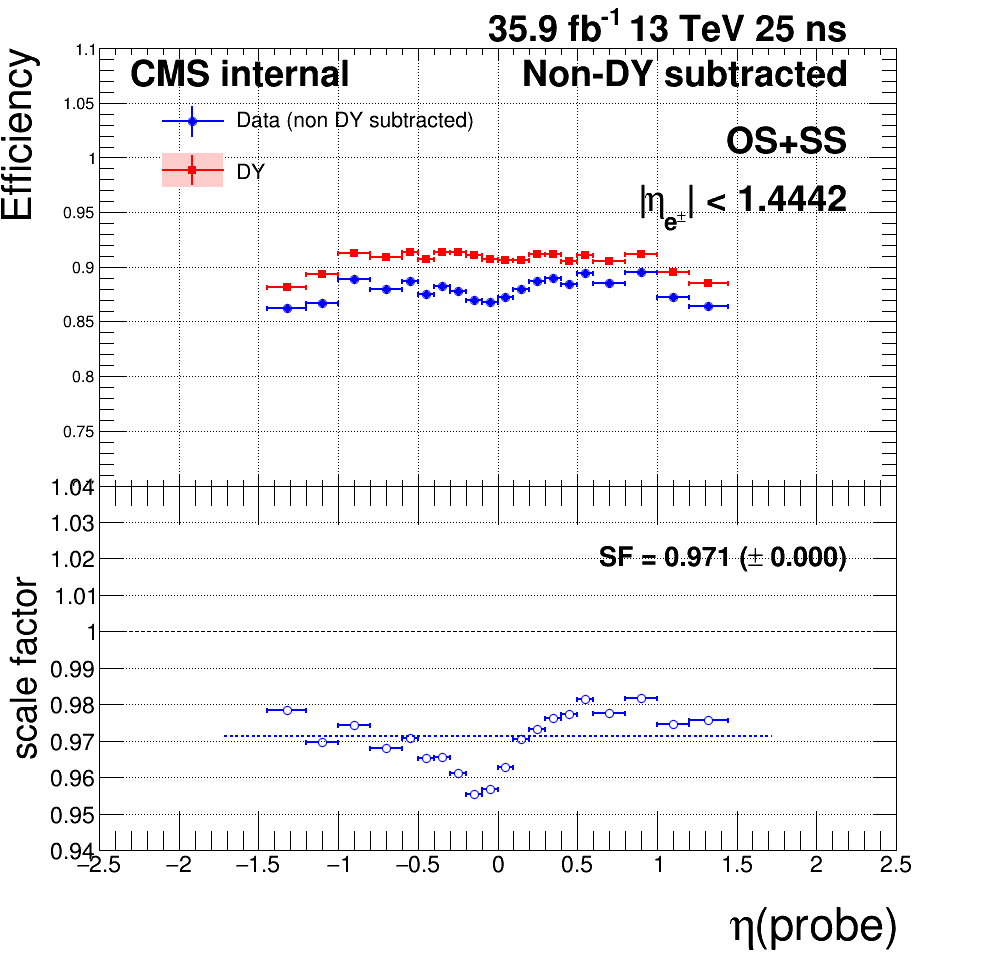 35.9 fb-1 13 TeV 25 ns
Efficiency
CMS internal
Non-DY subtracted
Data (non DY subtracted)
DY
OS+SS
|ηe±| < 1.4442
1.1
1.05
1
0.95
0.9
0.85
0.8
0.75
1.04
1.03
1.02
1.01
1
0.99
0.98
0.97
0.96
0.95
0.94
scale factor
SF = 0.971 (± 0.000)
−2.5 −2 −1.5 −1 −0.5 0 0.5 1 1.5 2 2.5
η(probe)